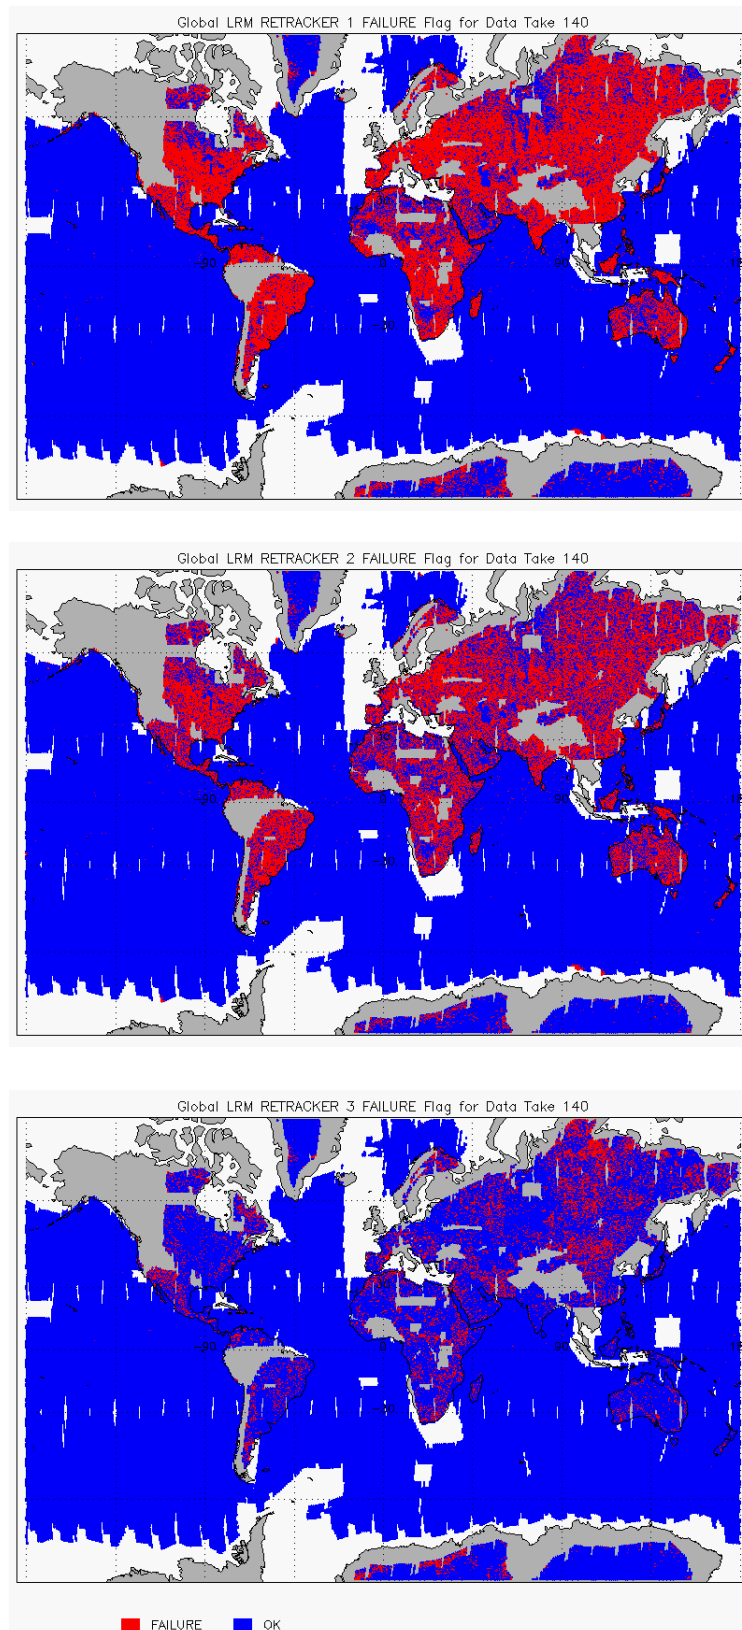 Global LRM RETRACKER 1 FAILURE Flag for Data Take 140
Global LRM RETRACKER 2 FAILURE Flag for Data Take 140
Global LRM RETRACKER 3 FAILURE Flag for Data Take 140
FAILURE OK